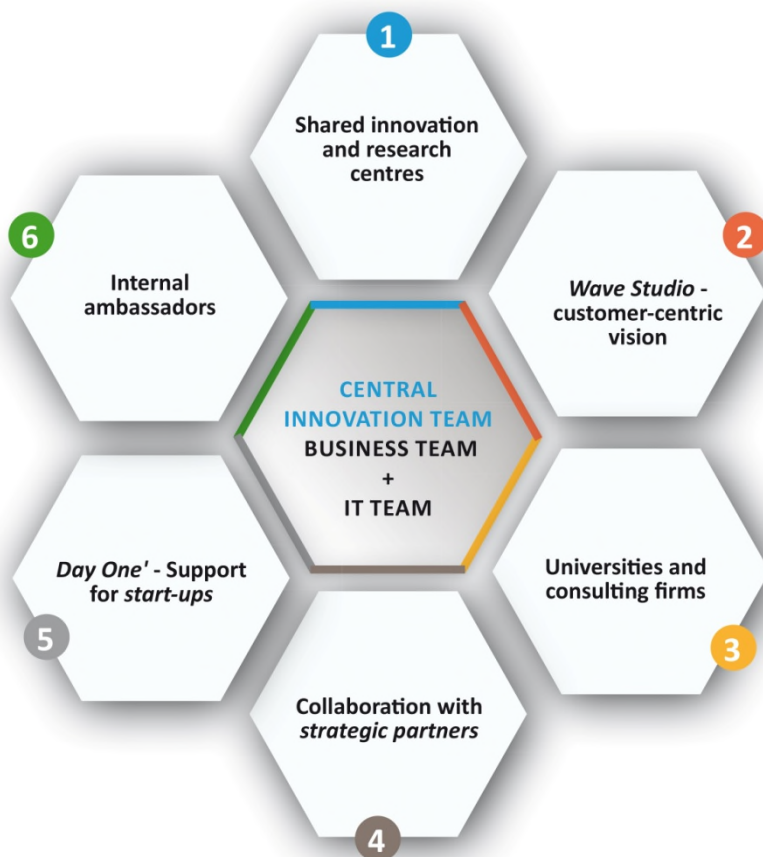 1
Shared innovation
and research
centres
2
Wave Studio -
customer-centric
vision
3
Universities and
consulting firms
4
Collaboration with
strategic partners
5
Day One' - Support
for start-ups
6
Internal
ambassadors
CENTRAL
INNOVATION TEAM
BUSINESS TEAM
+
IT TEAM